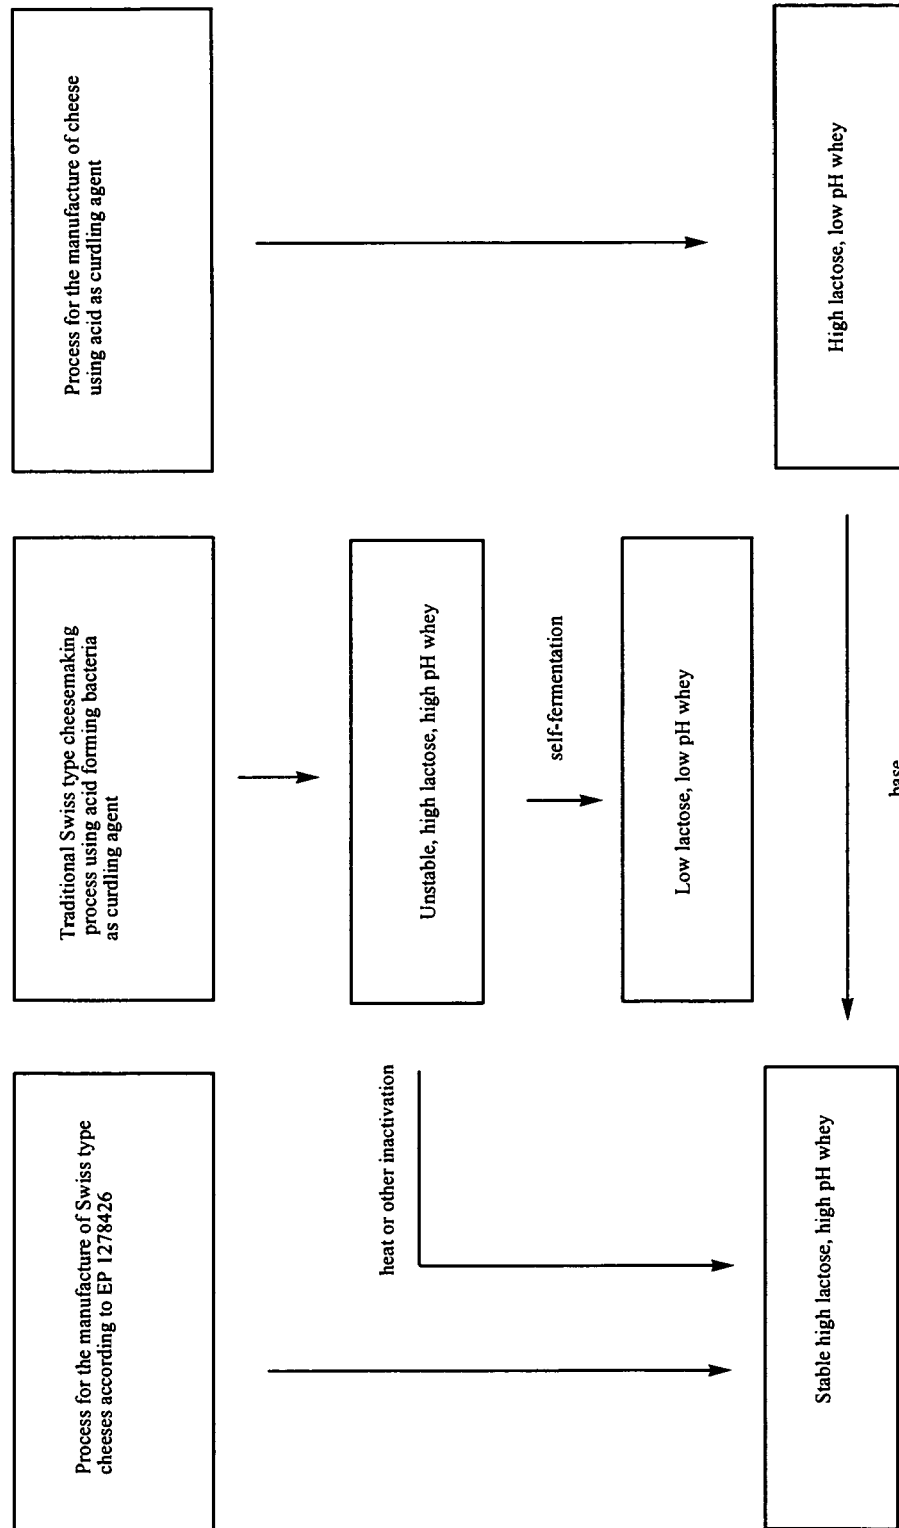 Process for the manufacture of Swiss type
cheeses according to EP 1278426
Traditional Swiss type cheesemaking
process using acid forming bacteria
as curdling agent
Process for the manufacture of cheese
using acid as curdling agent
heat or other inactivation
Unstable, high lactose, high pH whey
self-fermentation
Low lactose, low pH whey
Stable high lactose, high pH whey
High lactose, low pH whey
base